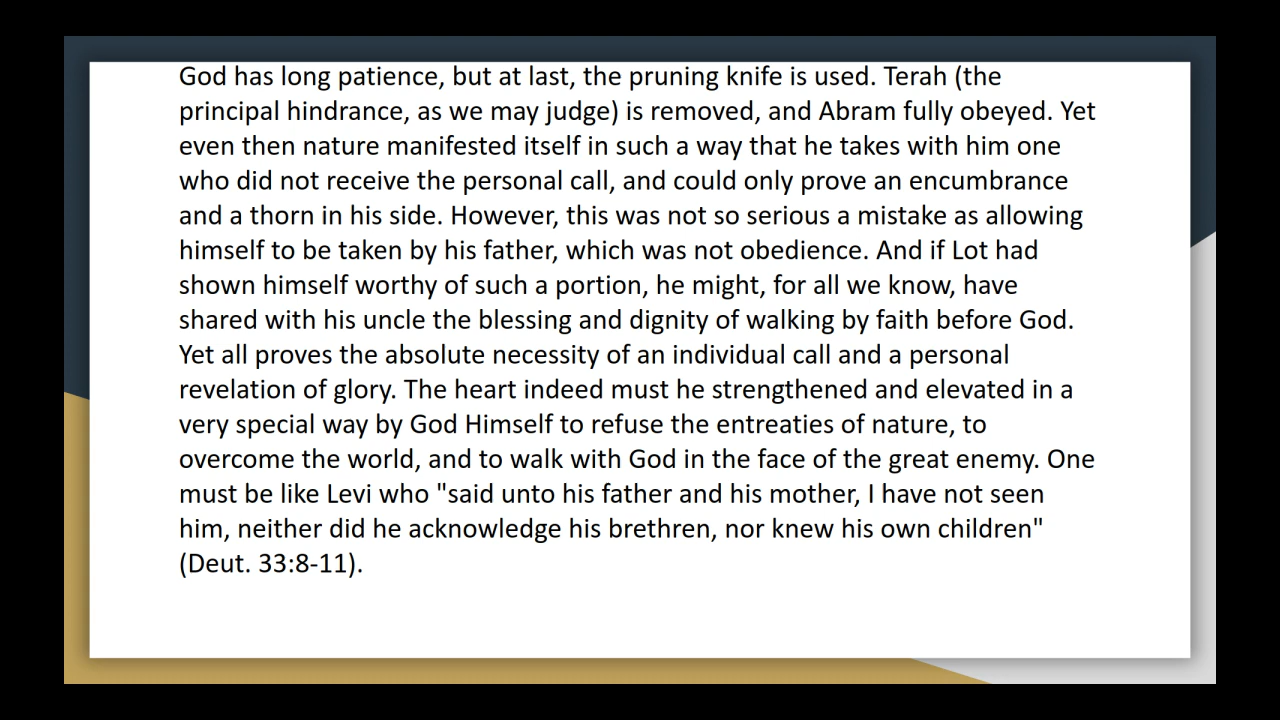 God has long patience, but at last, the pruning knife is used. Terah (the
principal hindrance, as we may judge) is removed, and Abram fully obeyed. Yet
even then nature manifested itself in such a way that he takes with him one
who did not receive the personal call, and could only prove an encumbrance
and a thorn in his side. However, this was not so serious a mistake as allowing
himself to be taken by his father, which was not obedience. And if Lot had
shown himself worthy of such a portion, he might, for all we know, have
shared with his uncle the blessing and dignity of walking by faith before God.
Yet all proves the absolute necessity of an individual call and a personal
revelation of glory. The heart indeed must he strengthened and elevated in a
very special way by God Himself to refuse the entreaties of nature, to
overcome the world, and to walk with God in the face of the great enemy. One
must be like Levi who "said unto his father and his mother, I have not seen
him, neither did he acknowledge his brethren, nor knew his own children"
(Deut. 33:8-11).